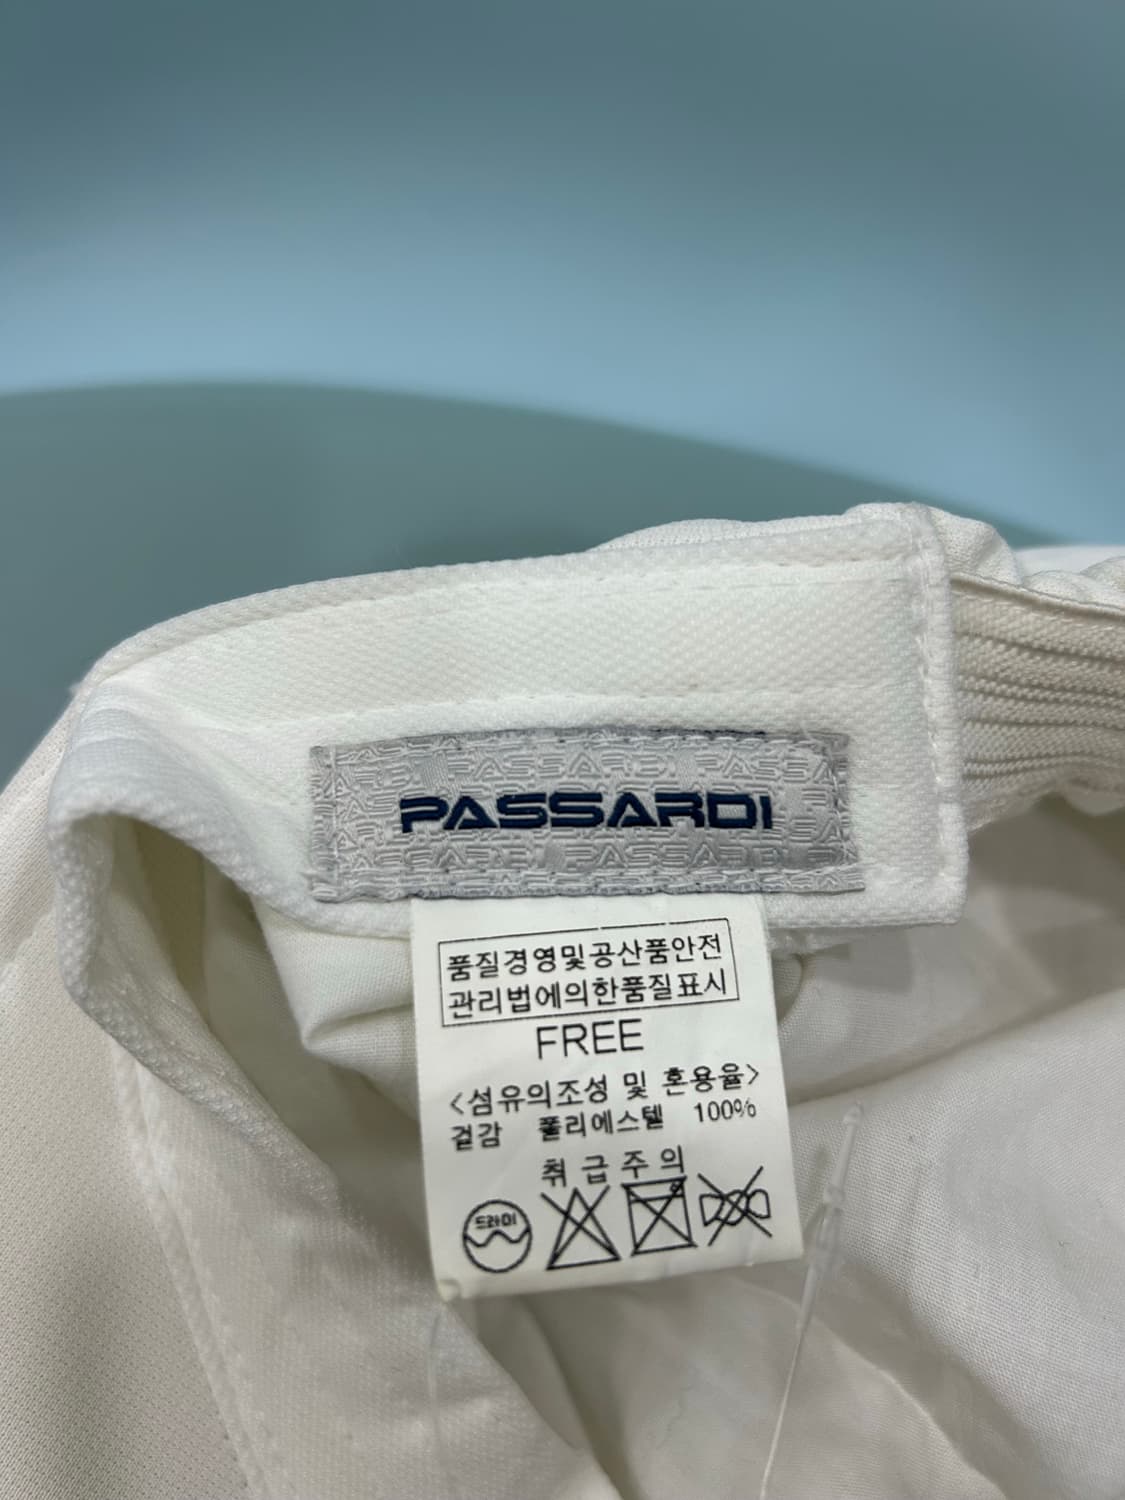 PASSARDI
품질경영및공산품안전
관리법에의한품질표시
FREE
<섬유의조성 및 혼용율>
겉감 폴리에스텔 100%
취급주의
드라이